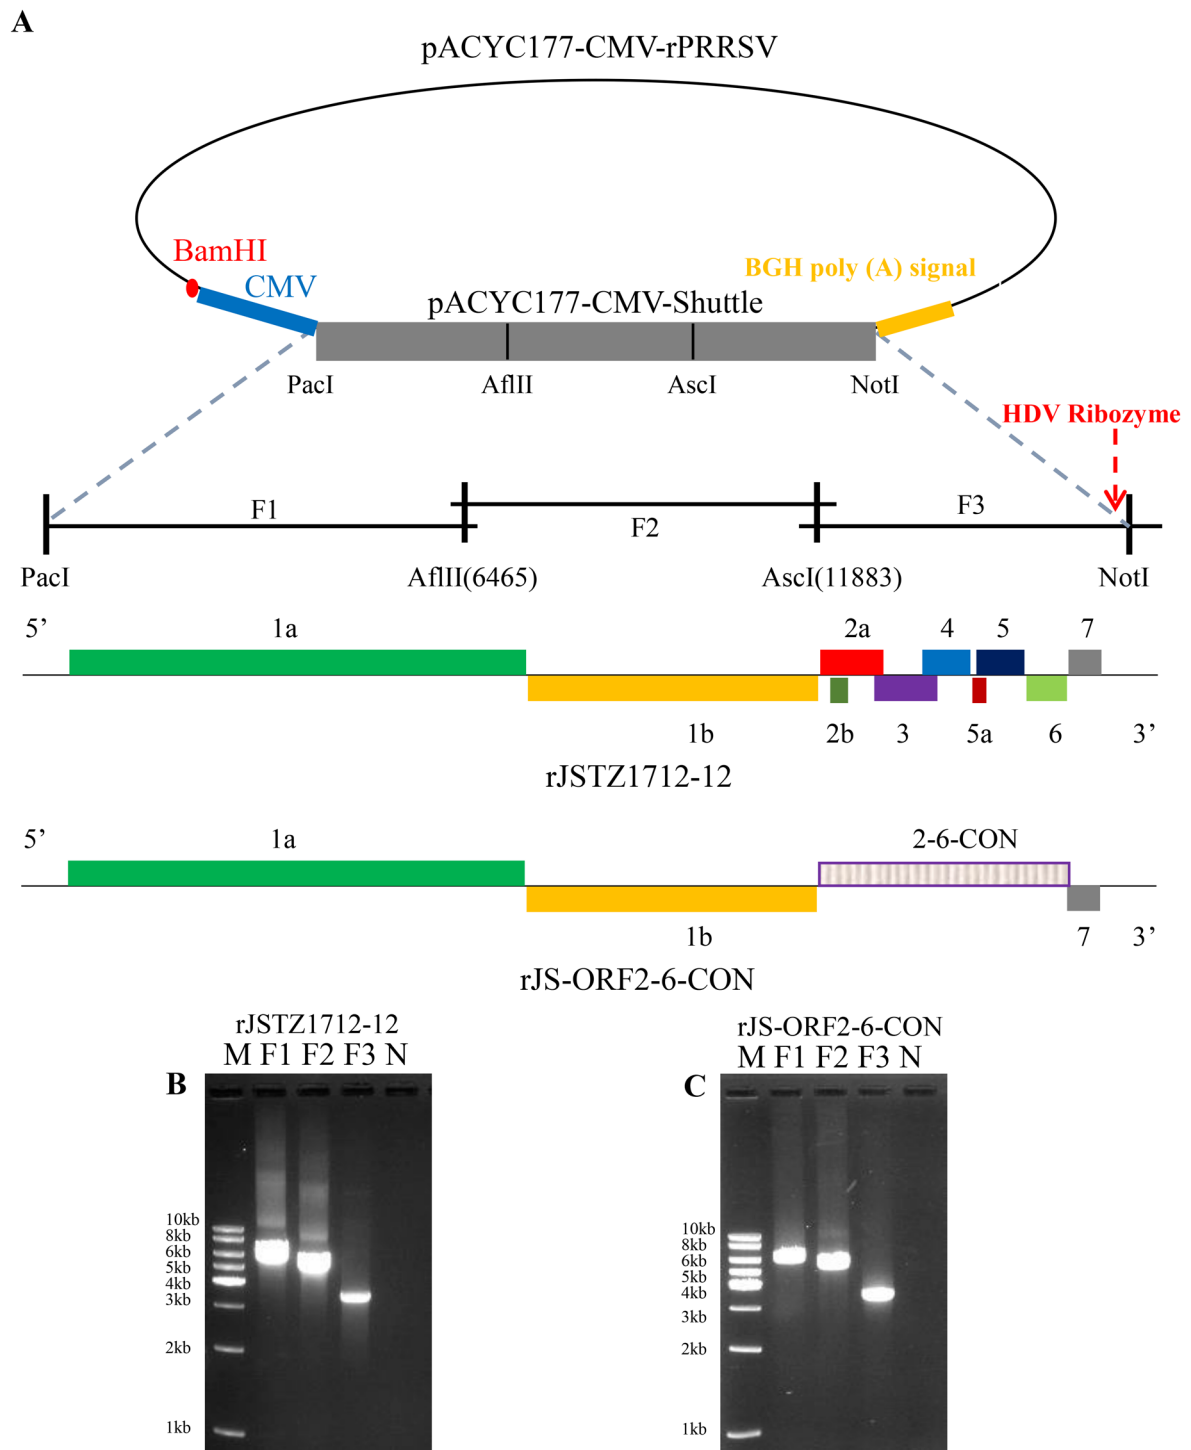 A
pACYC177-CMV-rPRRSV
BamHI
CMV
BGH poly (A) signal
pACYC177-CMV-Shuttle
PacI AflII AscI NotI
HDV Ribozyme
F1 F2 F3
PacI AflII(6465) AscI(11883) NotI
5’ 1a 2a 4 5 7
1b 2b 3 5a 6 3’
rJSTZ1712-12
5’ 1a 2-6-CON
1b 7 3’
rJS-ORF2-6-CON
rJSTZ1712-12
M F1 F2 F3 N
B
10kb
8kb
6kb
5kb
4kb
3kb
2kb
1kb
rJS-ORF2-6-CON
M F1 F2 F3 N
C
10kb
8kb
6kb
5kb
4kb
3kb
2kb
1kb